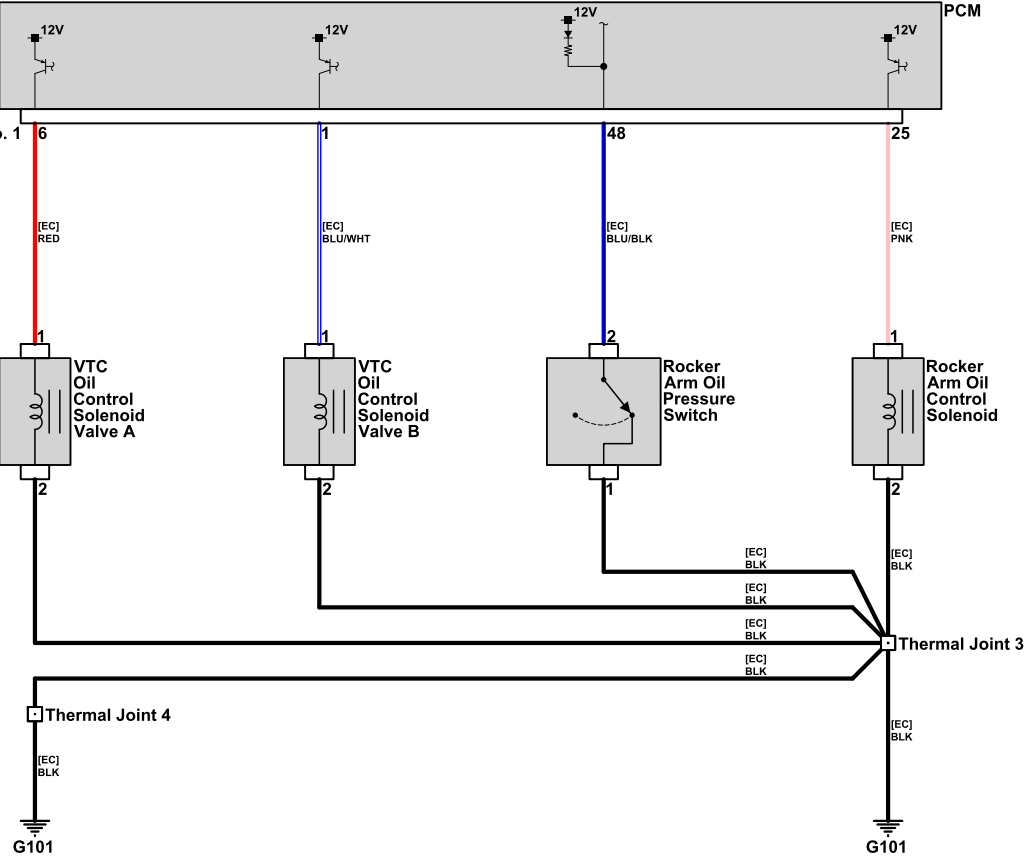 PCM
12V
12V
12V
12V
. 1
6
1
48
25
[EC]
RED
[EC]
BLU/WHT
[EC]
BLU/BLK
[EC]
PNK
1
1
2
1
VTC
Oil
Control
Solenoid
Valve A
VTC
Oil
Control
Solenoid
Valve B
Rocker
Arm Oil
Pressure
Switch
Rocker
Arm Oil
Control
Solenoid
2
2
1
2
[EC]
BLK
[EC]
BLK
[EC]
BLK
[EC]
BLK
Thermal Joint 3
[EC]
BLK
Thermal Joint 4
[EC]
BLK
[EC]
BLK
G101
G101